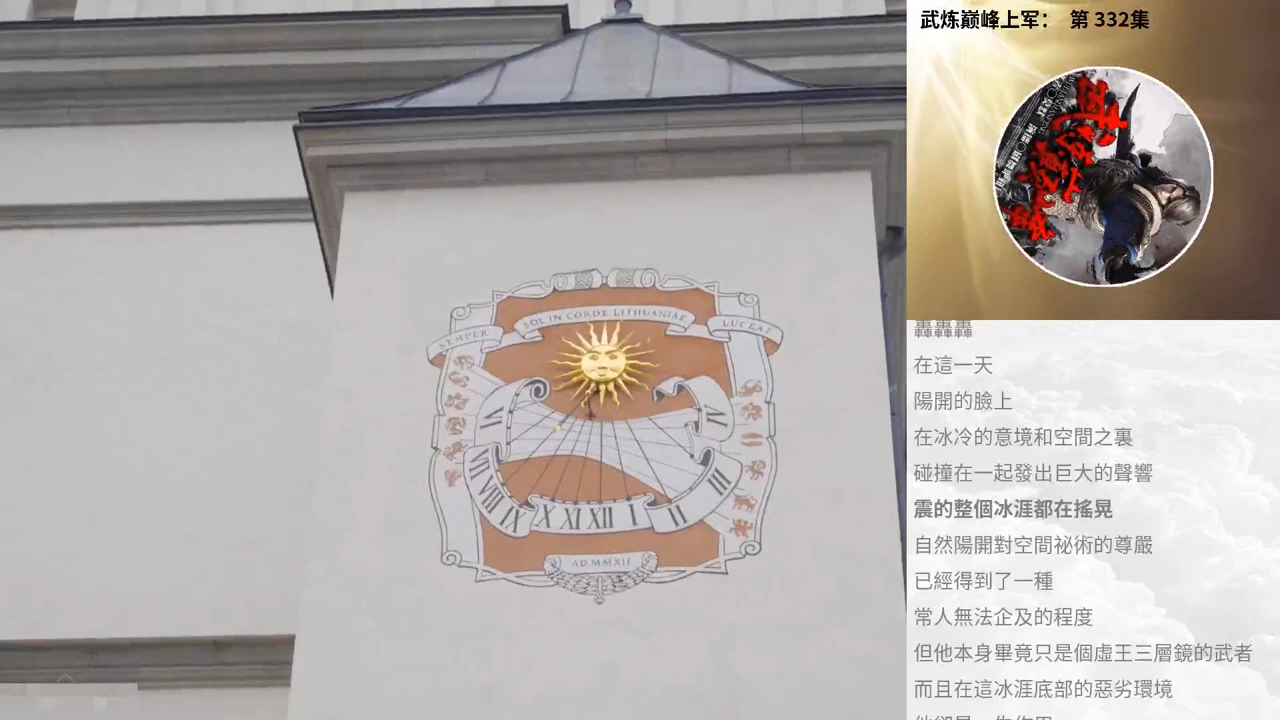 武炼巅峰上军： 第 332集
SEMPER
SOL IN CORDE LITHUANIAE
LUCEAT
VI
VII
VIII
IX
X
XI
XII
I
II
III
IV
AD.MMXII
轟轟轟
在這一天
陽開的臉上
在冰冷的意境和空間之裏
碰撞在一起發出巨大的聲響
震的整個冰涯都在搖晃
自然陽開對空間祕術的尊嚴
已經得到了一種
常人無法企及的程度
但他本身畢竟只是個虛王三層鏡的武者
而且在這冰涯底部的惡劣環境